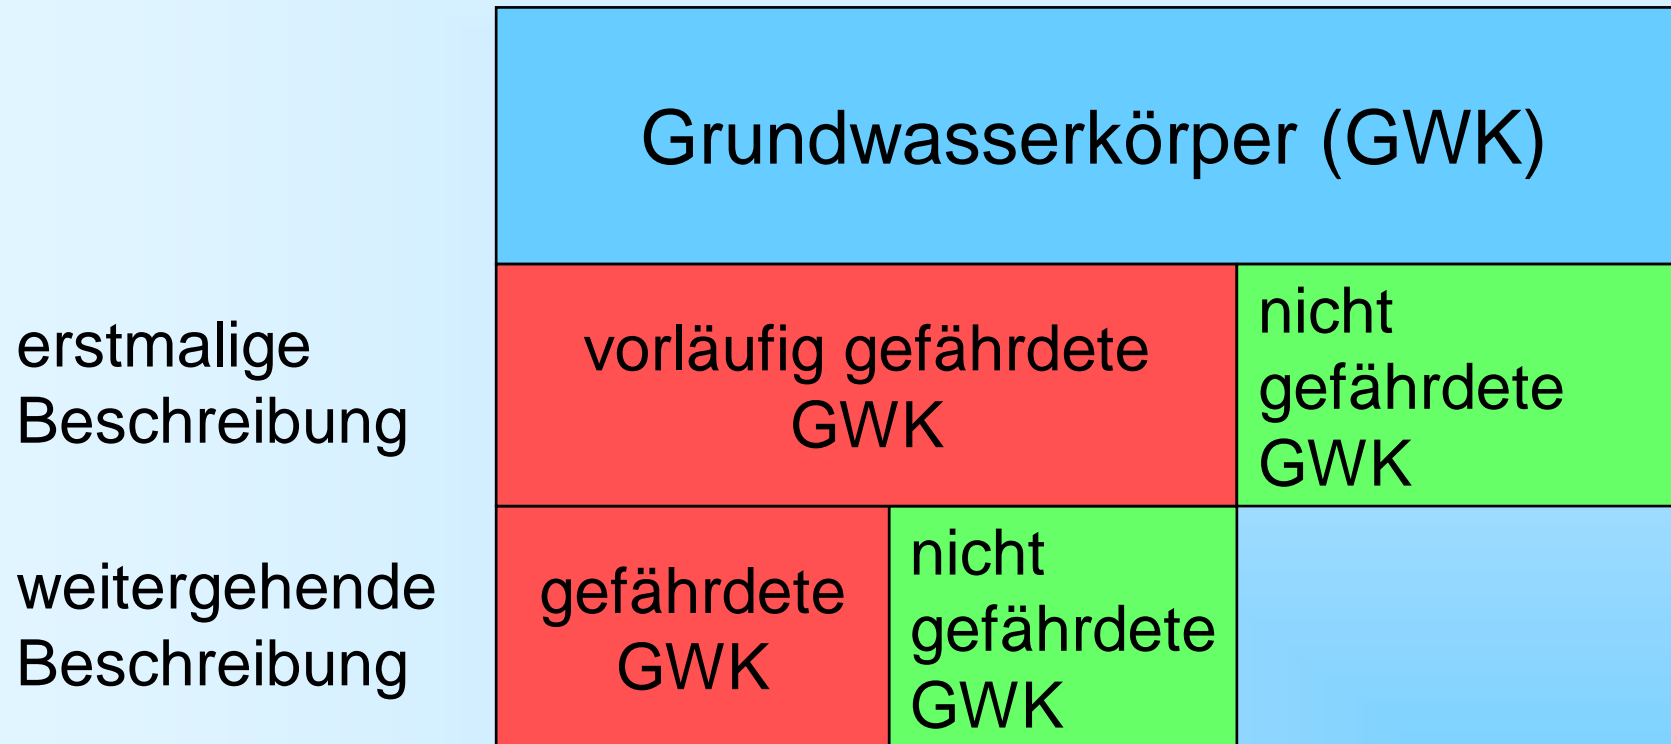 Grundwasserkörper (GWK)
erstmalige
Beschreibung
vorläufig gefährdete
GWK
nicht
gefährdete
GWK
weitergehende
Beschreibung
gefährdete
GWK
nicht
gefährdete
GWK